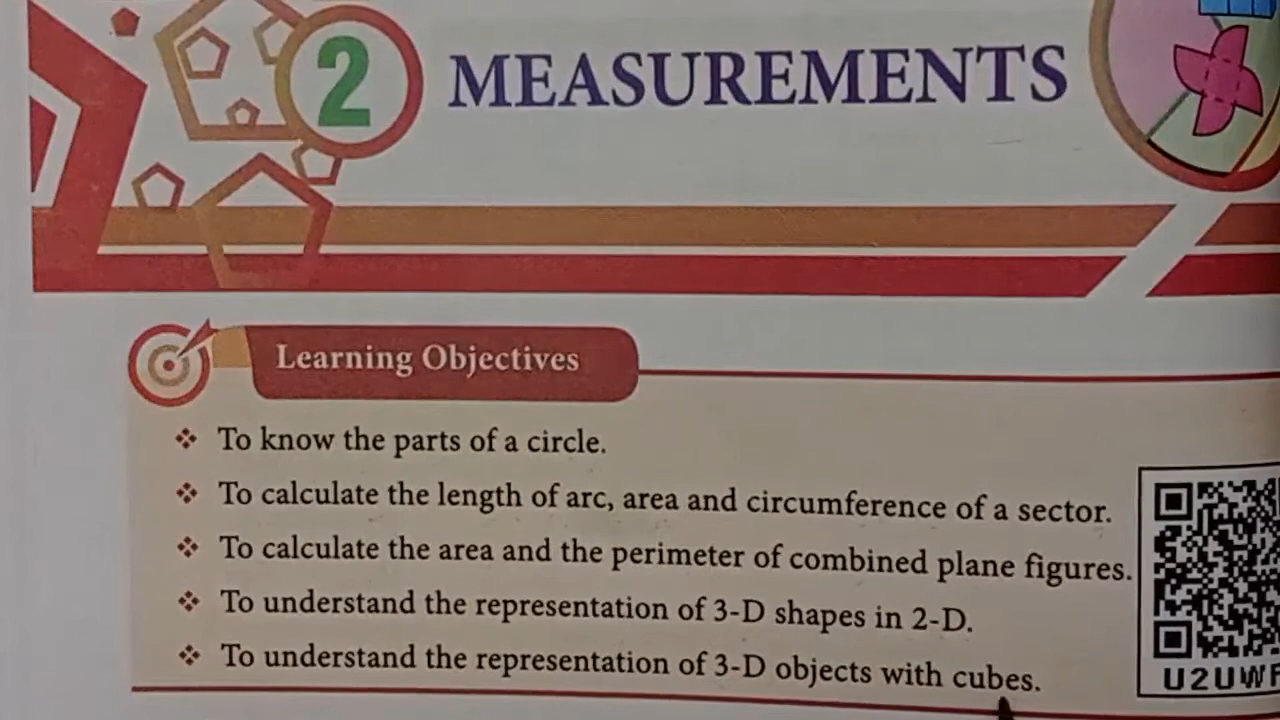 2 MEASUREMENTS
Learning Objectives
To know the parts of a circle.
To calculate the length of arc, area and circumference of a sector.
To calculate the area and the perimeter of combined plane figures.
To understand the representation of 3-D shapes in 2-D.
To understand the representation of 3-D objects with cubes.